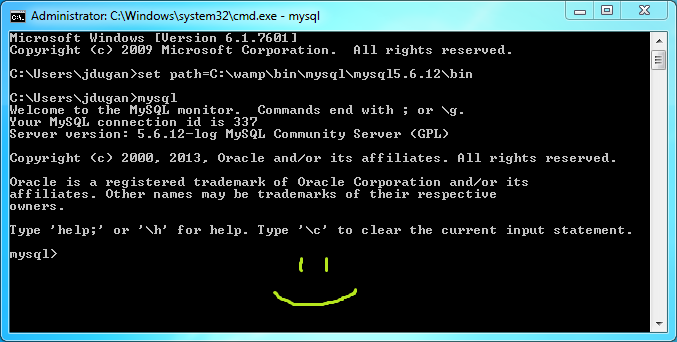 Administrator: C:\Windows\system32\cmd.exe - mysql
Microsoft Windows [Version 6.1.7601]
Copyright (c) 2009 Microsoft Corporation.  All rights reserved.
C:\Users\jdugan>set path=C:\wamp\bin\mysql\mysql5.6.12\bin
C:\Users\jdugan>mysql
Welcome to the MySQL monitor.  Commands end with ; or \g.
Your MySQL connection id is 337
Server version: 5.6.12-log MySQL Community Server (GPL)
Copyright (c) 2000, 2013, Oracle and/or its affiliates. All rights reserved.
Oracle is a registered trademark of Oracle Corporation and/or its
affiliates. Other names may be trademarks of their respective
owners.
Type 'help;' or '\h' for help. Type '\c' to clear the current input statement.
mysql>